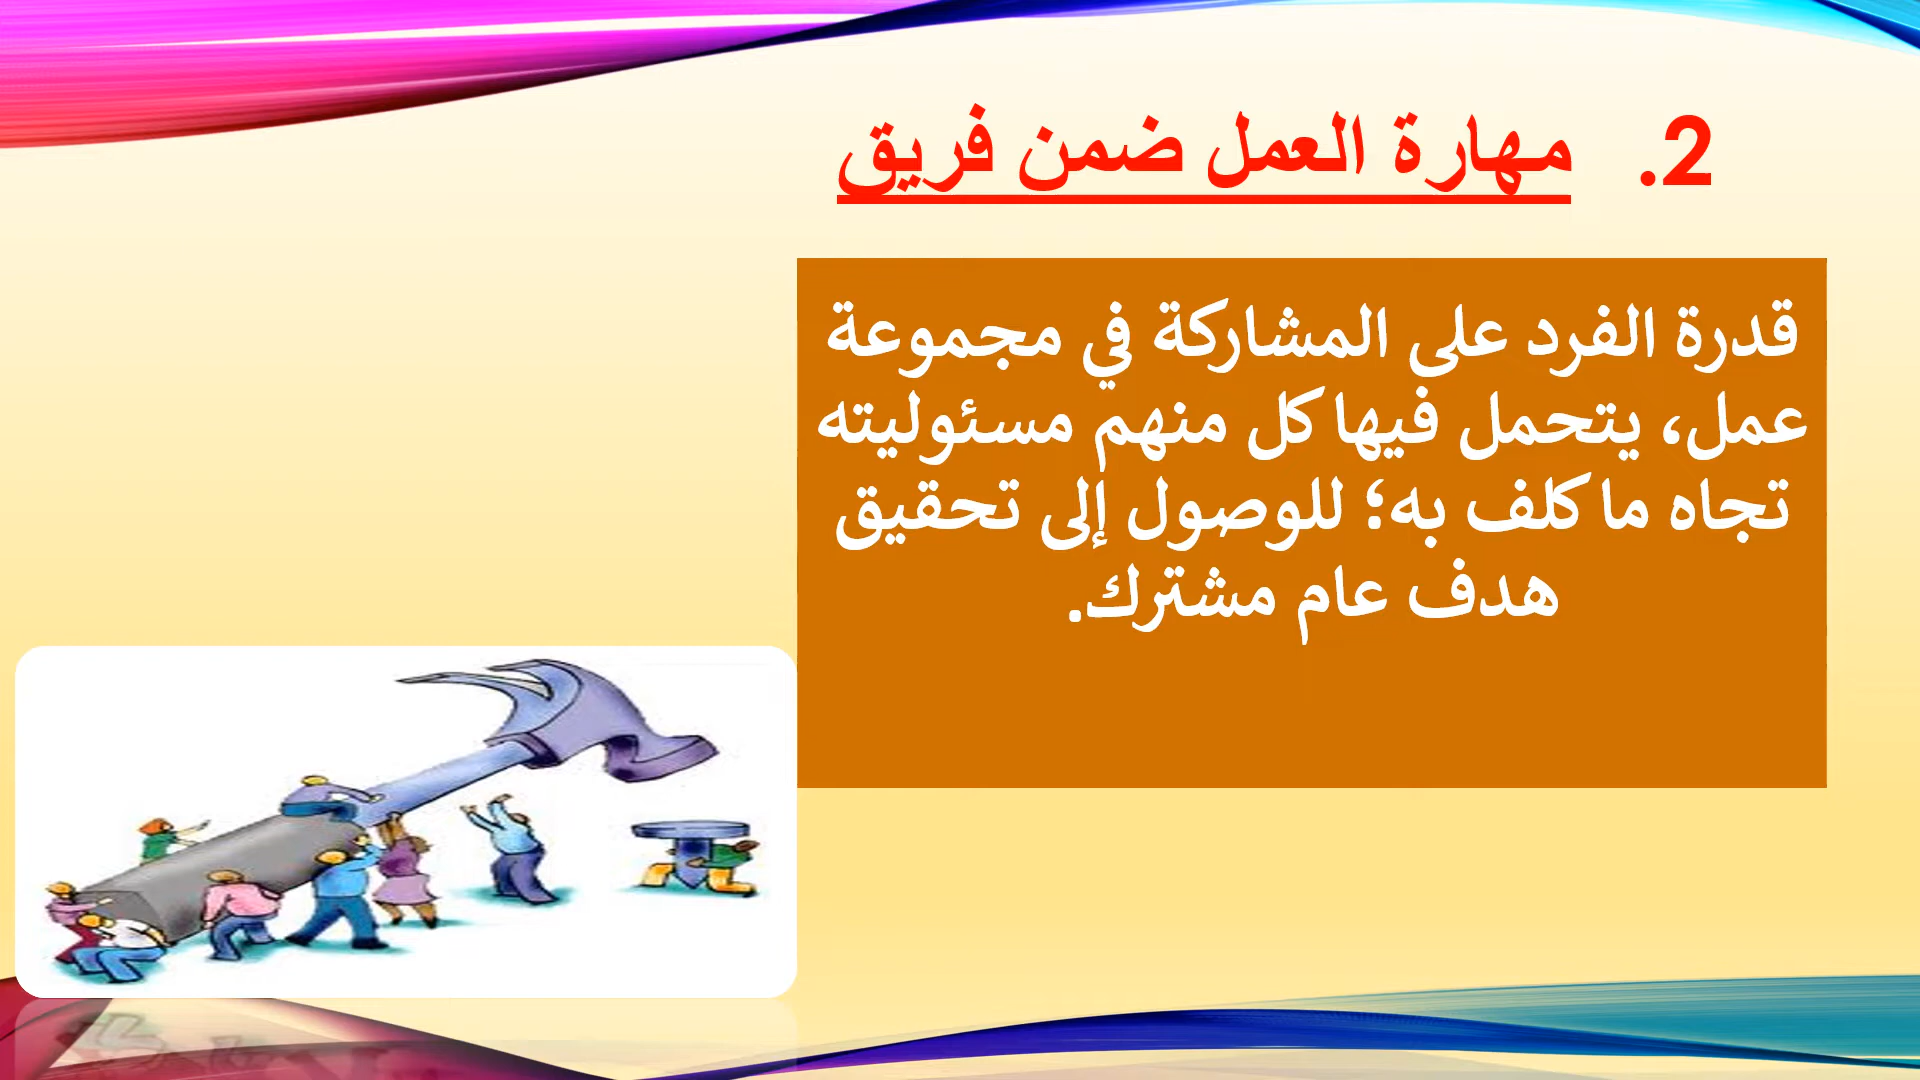 2. مهارة العمل ضمن فريق
قدرة الفرد على المشاركة في مجموعة
عمل، يتحمل فيها كل منهم مسئوليته
تجاه ما كلف به؛ للوصول إلى تحقيق
هدف عام مشترك.